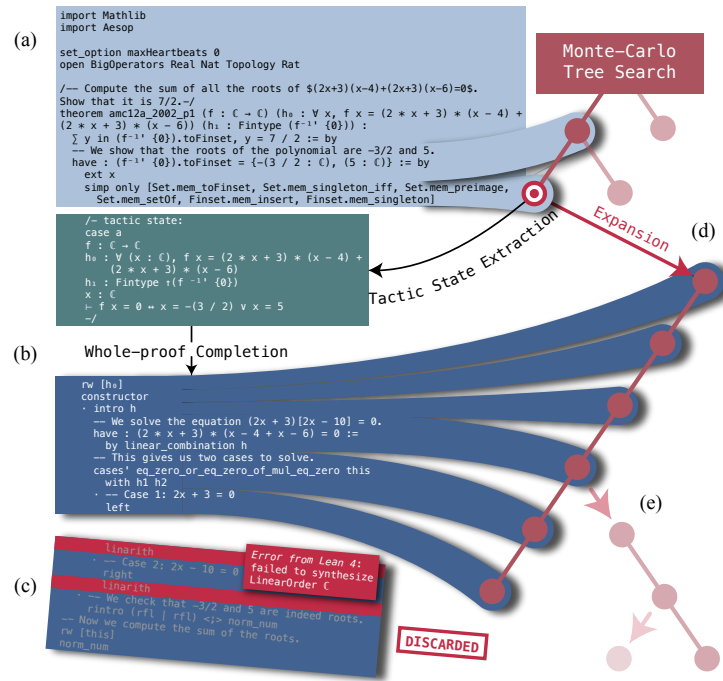 (a)
import Mathlib
import Aesop
set_option maxHeartbeats 0
open BigOperators Real Nat Topology Rat
/-- Compute the sum of all the roots of $(2x+3)(x-4)+(2x+3)(x-6)=0$.
Show that it is 7/2.-/
theorem amc12a_2002_p1 (f : ℂ → ℂ) (h₀ : ∀ x, f x = (2 * x + 3) * (x - 4) +
(2 * x + 3) * (x - 6)) (h₁ : Fintype (f⁻¹' {0})) :
∑ y in (f⁻¹' {0}).toFinset, y = 7 / 2 := by
-- We show that the roots of the polynomial are -3/2 and 5.
have : (f⁻¹' {0}).toFinset = {-(3 / 2 : ℂ), (5 : ℂ)} := by
ext x
simp only [Set.mem_toFinset, Set.mem_singleton_iff, Set.mem_preimage,
Set.mem_setOf, Finset.mem_insert, Finset.mem_singleton]
Monte-Carlo
Tree Search
/- tactic state:
case a
f : ℂ → ℂ
h₀ : ∀ (x : ℂ), f x = (2 * x + 3) * (x - 4) +
(2 * x + 3) * (x - 6)
h₁ : Fintype ↑(f ⁻¹' {0})
x : ℂ
⊢ f x = 0 ↔ x = -(3 / 2) ∨ x = 5
-/
Tactic State Extraction
Expansion
(d)
(b)
Whole-proof Completion
rw [h₀]
constructor
· intro h
-- We solve the equation (2x + 3)[2x - 10] = 0.
have : (2 * x + 3) * (x - 4 + x - 6) = 0 :=
by linear_combination h
-- This gives us two cases to solve.
cases' eq_zero_or_eq_zero_of_mul_eq_zero this
with h1 h2
· -- Case 1: 2x + 3 = 0
left
(e)
(c)
linarith
· -- Case 2: 2x - 10 = 0
right
linarith
· -- We check that -3/2 and 5 are indeed roots.
rintro (rfl | rfl) <;> norm_num
-- Now we compute the sum of the roots.
rw [this]
norm_num
Error from Lean 4:
failed to synthesize
LinearOrder ℂ
DISCARDED